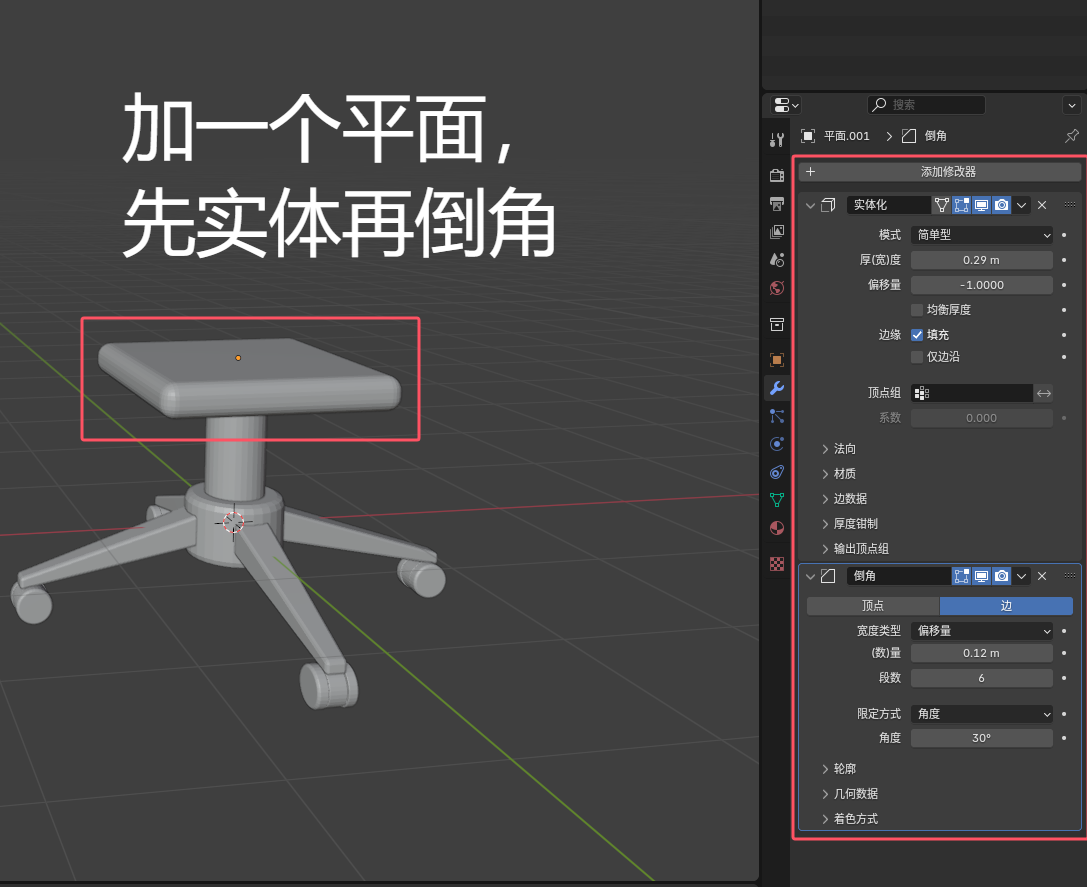 加一个平面，
先实体再倒角
搜索
平面.001 > 倒角
+ 添加修改器
实体化
模式 简单型
厚(宽)度 0.29 m
偏移量 -1.0000
均衡厚度
边缘 填充
仅边沿
顶点组
系数 0.000
法向
材质
边数据
厚度钳制
输出顶点组
倒角
顶点 边
宽度类型 偏移量
(数)量 0.12 m
段数 6
限定方式 角度
角度 30°
轮廓
几何数据
着色方式